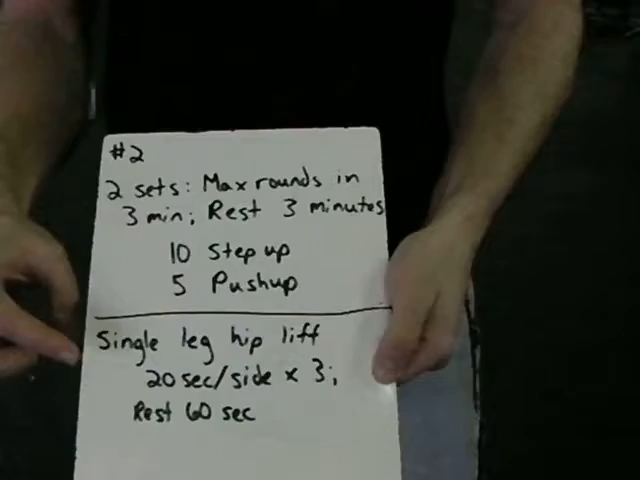 #2
2 sets: Max rounds in
3 min; Rest 3 minutes
10 Step up
5 Pushup
Single leg hip lift
20 sec/side x 3;
Rest 60 sec